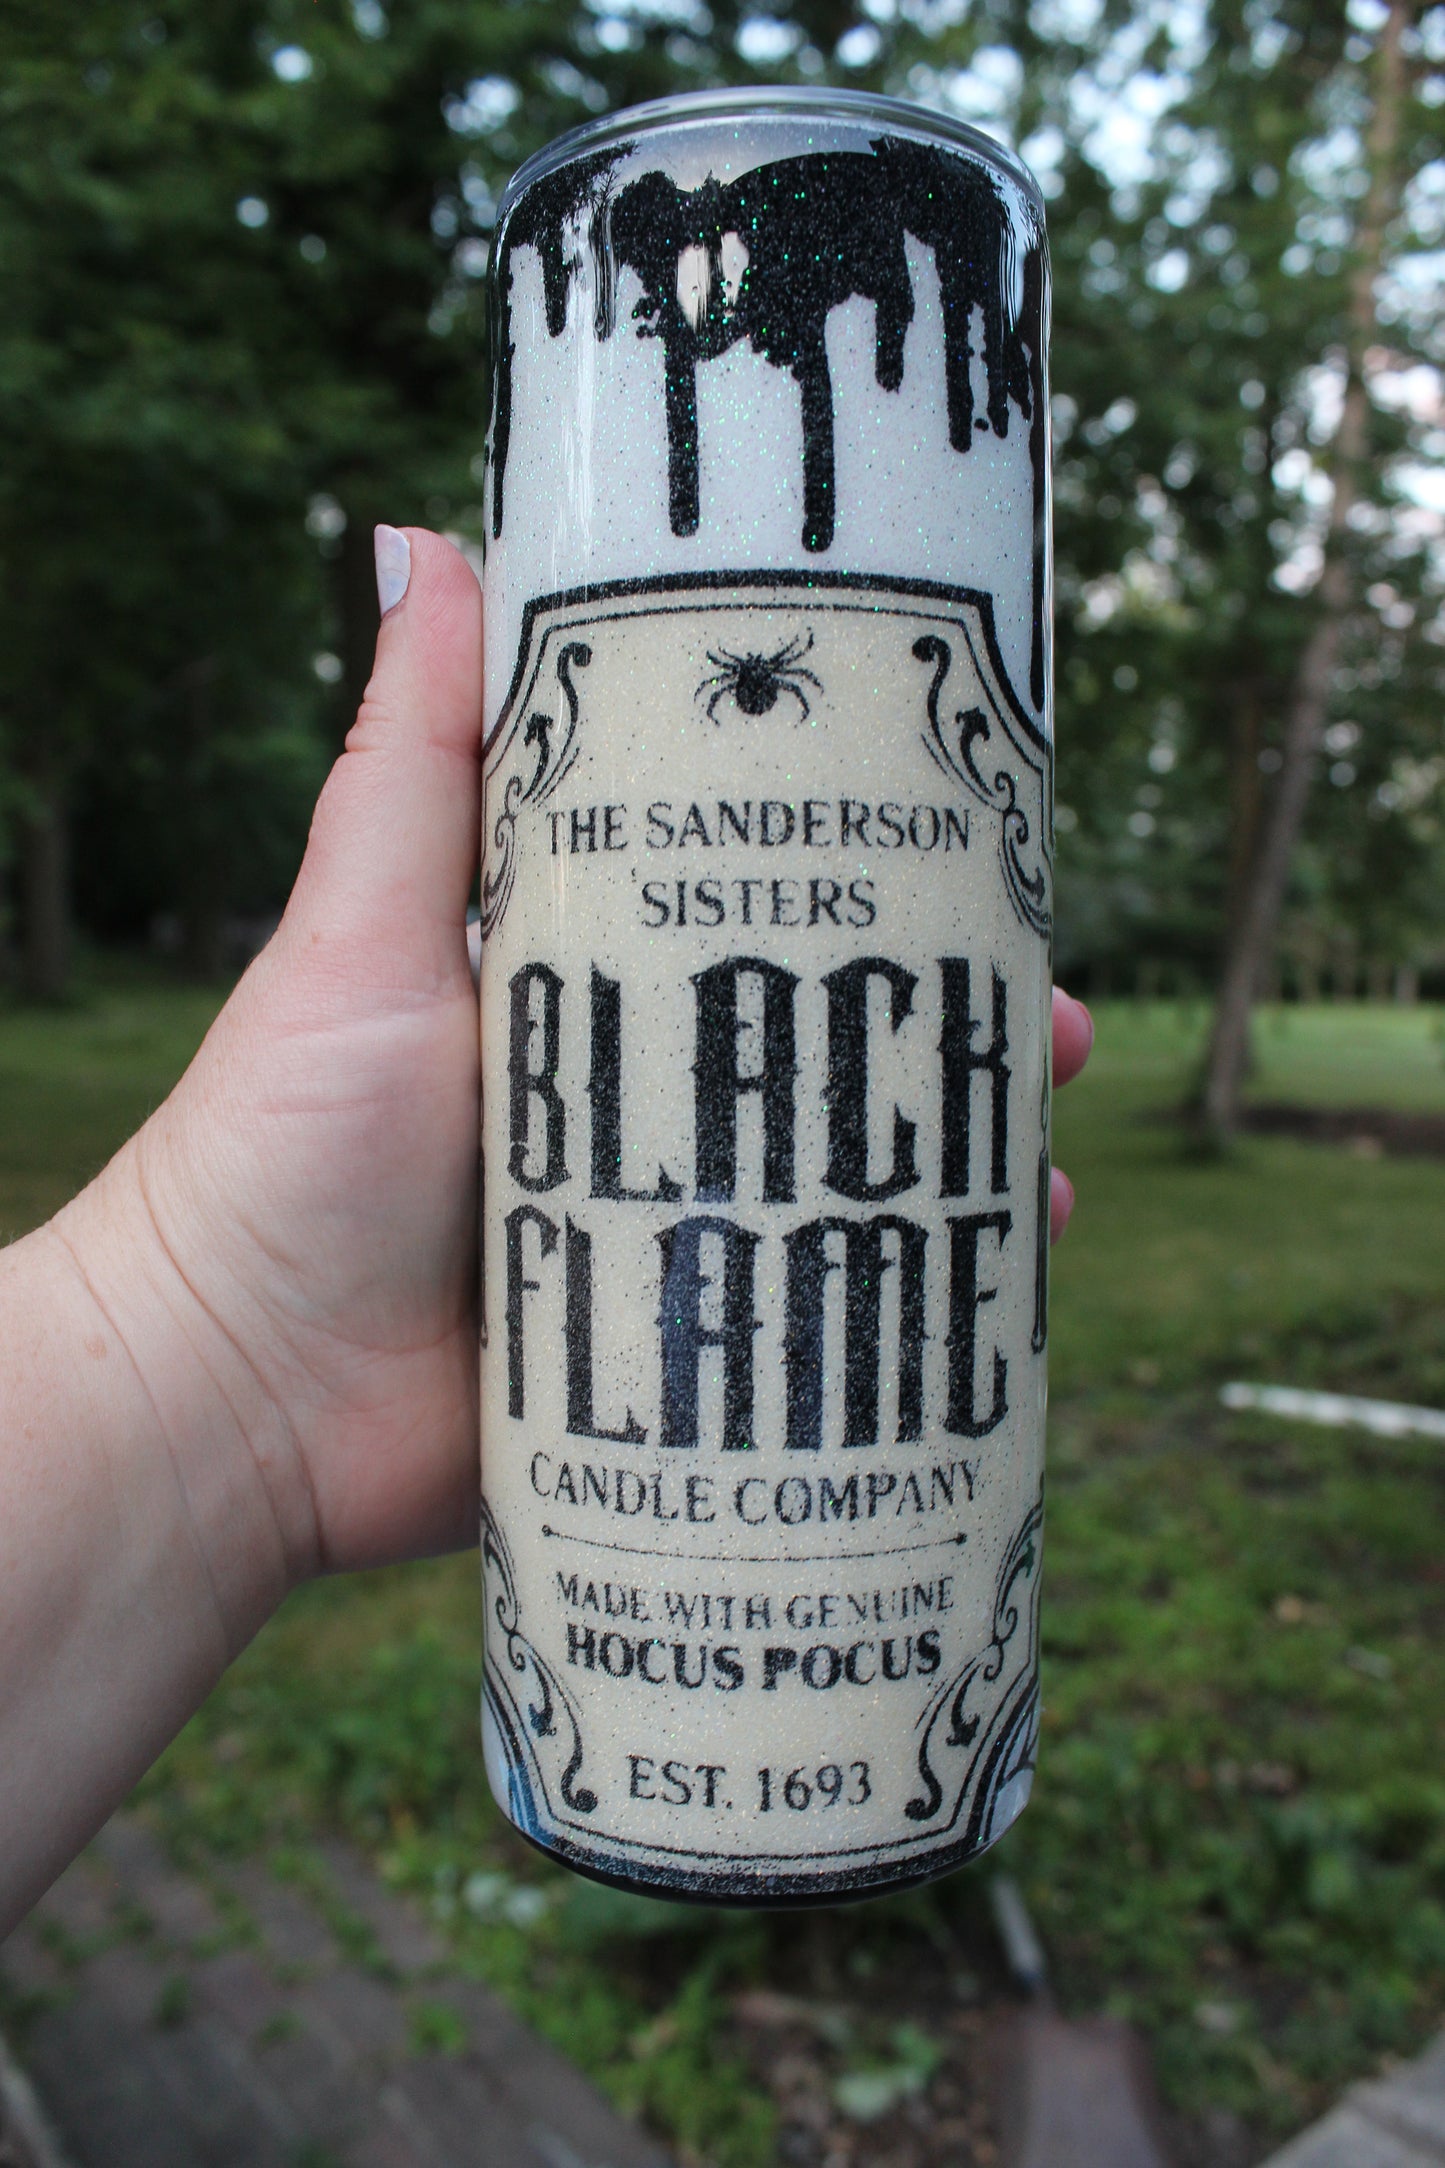 THE SANDERSON
SISTERS
BLACK
FLAME
CANDLE COMPANY
MADE WITH GENUINE
HOCUS POCUS
EST. 1693